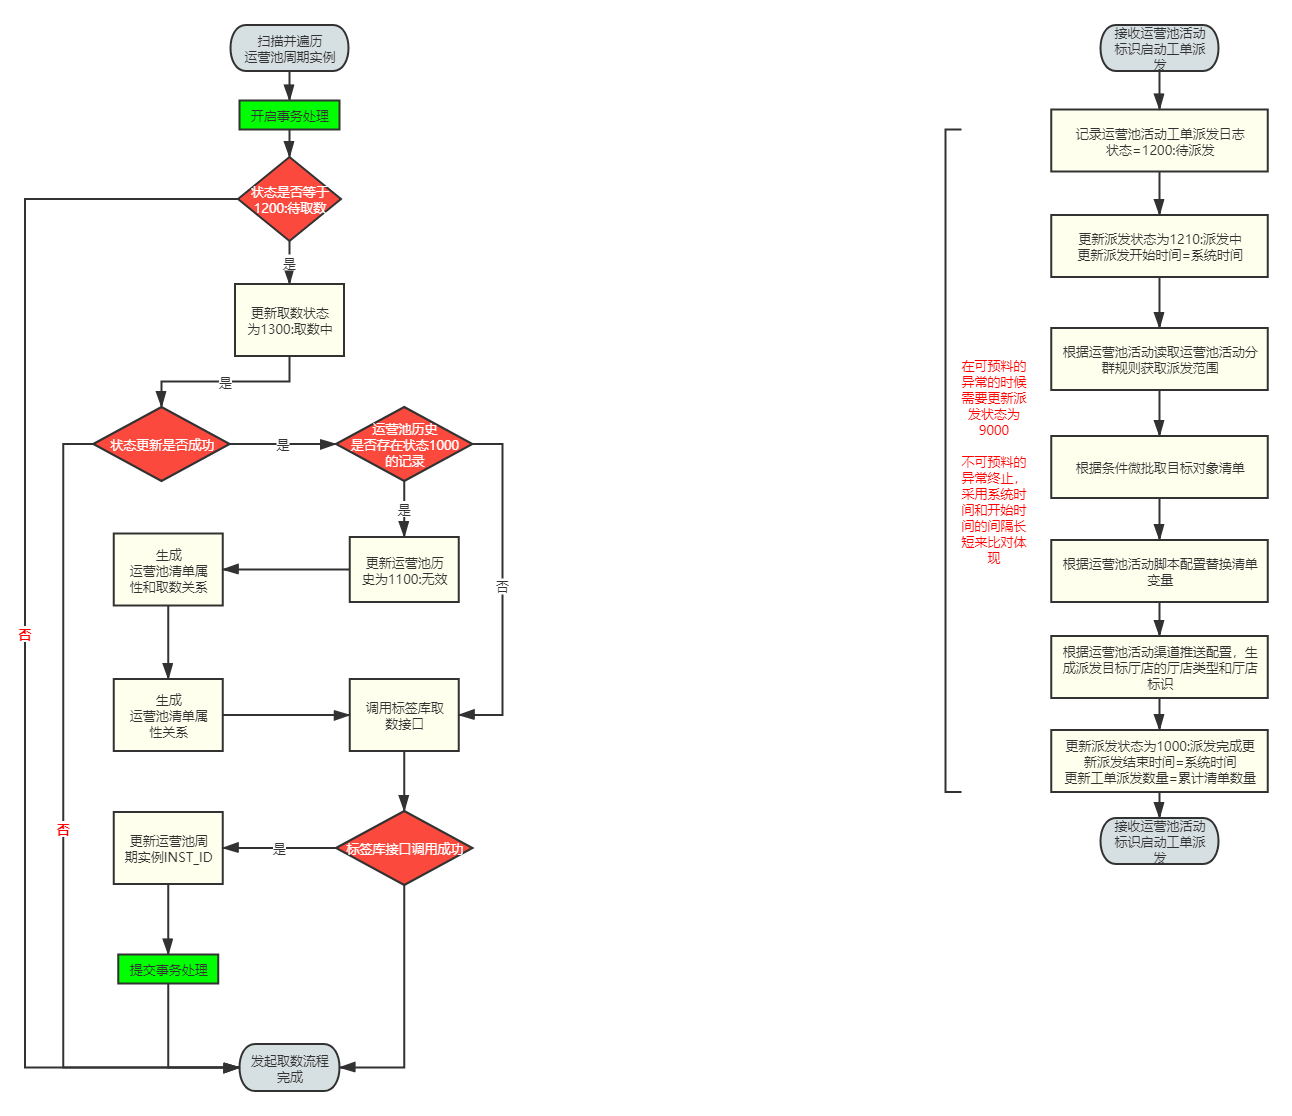 扫描并遍历
运营池周期实例
开启事务处理
状态是否等于
1200:待取数
是
更新取数状态
为1300:取数中
是
状态更新是否成功
是
运营池历史
是否存在状态1000
的记录
是
否
更新运营池历
史为1100:无效
生成
运营池清单属
性和取数关系
否
生成
运营池清单属
性关系
调用标签库取
数接口
否
标签库接口调用成功
是
更新运营池周
期实例INST_ID
提交事务处理
发起取数流程
完成
在可预料的
异常的时候
需要更新派
发状态为
9000
不可预料的
异常终止，
采用系统时
间和开始时
间的间隔长
短来比对体
现
接收运营池活动
标识启动工单派
发
记录运营池活动工单派发日志
状态=1200:待派发
更新派发状态为1210:派发中
更新派发开始时间=系统时间
根据运营池活动读取运营池活动分
群规则获取派发范围
根据条件微批取目标对象清单
根据运营池活动脚本配置替换清单
变量
根据运营池活动渠道推送配置，生
成派发目标厅店的厅店类型和厅店
标识
更新派发状态为1000:派发完成更
新派发结束时间=系统时间
更新工单派发数量=累计清单数量
接收运营池活动
标识启动工单派
发